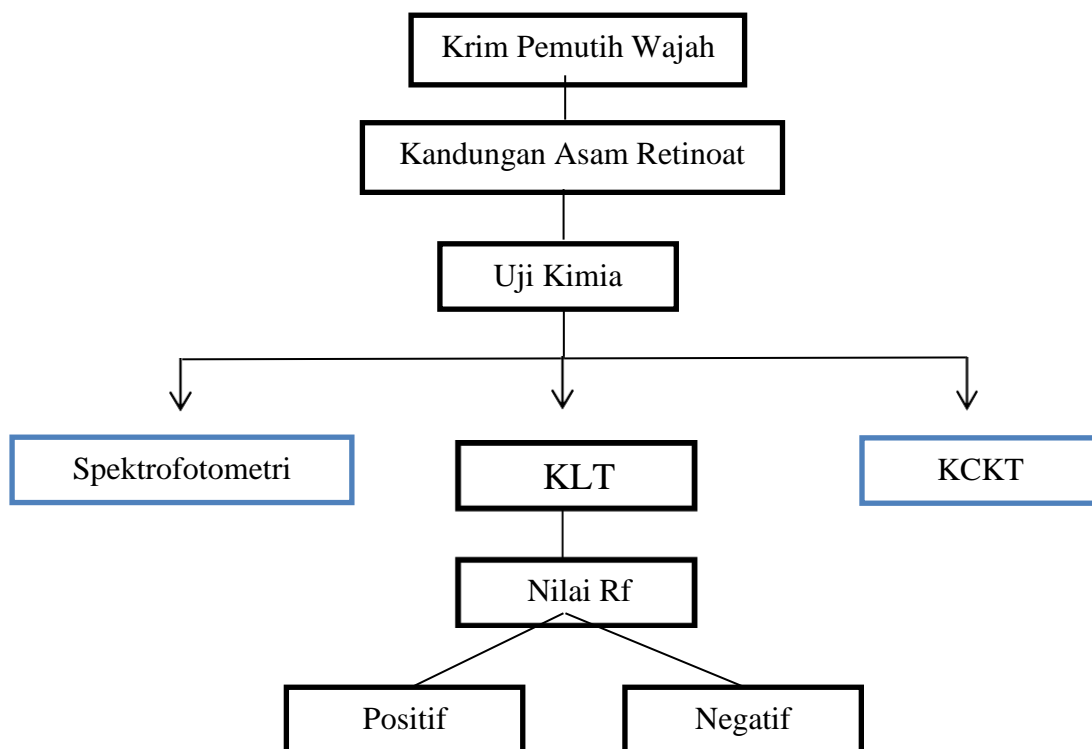 Krim Pemutih Wajah
Kandungan Asam Retinoat
Uji Kimia
Spektrofotometri
KLT
KCKT
Nilai Rf
Positif
Negatif